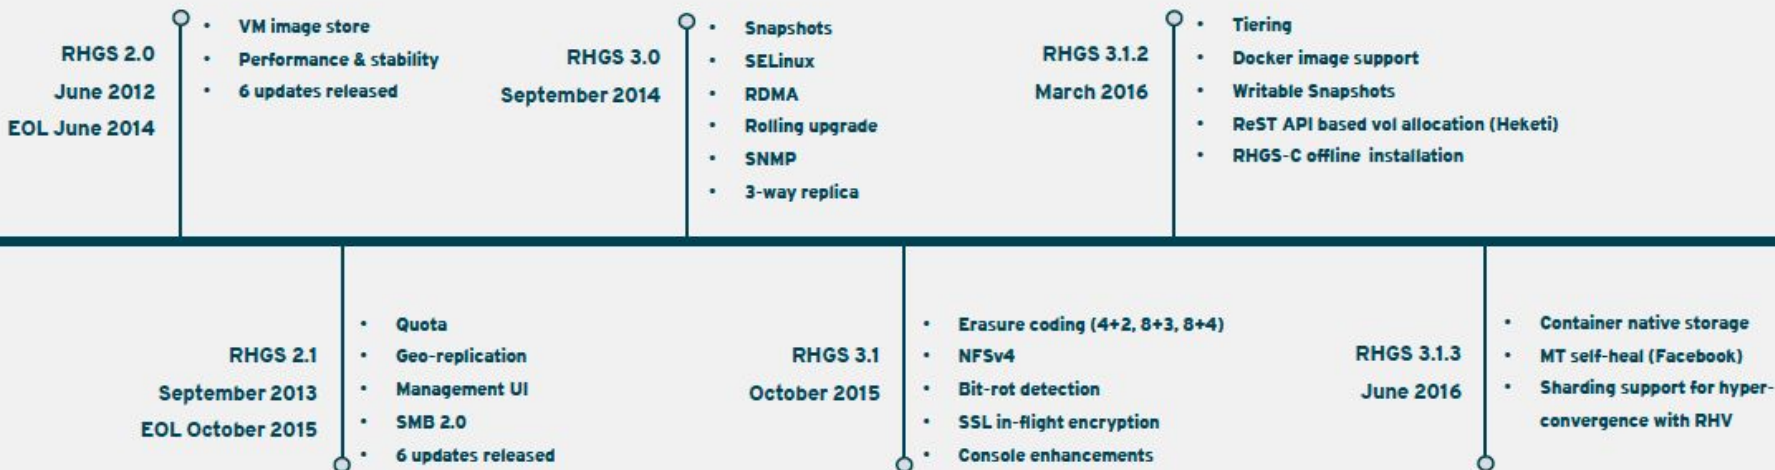 RHGS 2.0
June 2012
EOL June 2014
• VM image store
• Performance & stability
• 6 updates released
RHGS 3.0
September 2014
• Snapshots
• SELinux
• RDMA
• Rolling upgrade
• SNMP
• 3-way replica
RHGS 3.1.2
March 2016
• Tiering
• Docker image support
• Writable Snapshots
• ReST API based vol allocation (Heketi)
• RHGS-C offline installation
RHGS 2.1
September 2013
EOL October 2015
• Quota
• Geo-replication
• Management UI
• SMB 2.0
• 6 updates released
RHGS 3.1
October 2015
• Erasure coding (4+2, 8+3, 8+4)
• NFSv4
• Bit-rot detection
• SSL in-flight encryption
• Console enhancements
RHGS 3.1.3
June 2016
• Container native storage
• MT self-heal (Facebook)
• Sharding support for hyper-
convergence with RHV